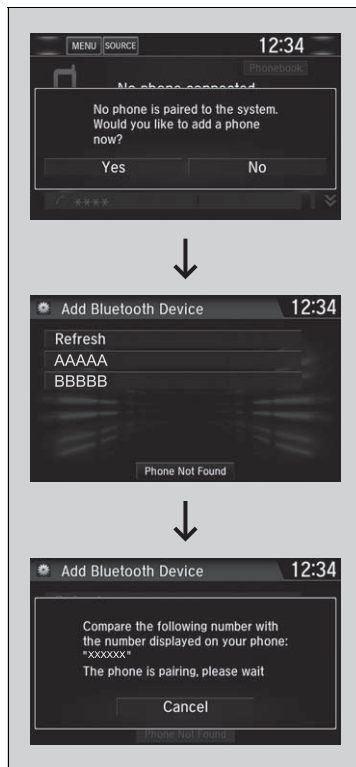 MENU SOURCE 12:34
Phonebook
No phone connected
No phone is paired to the system.
Would you like to add a phone
now?
Yes No
****
Add Bluetooth Device 12:34
Refresh
AAAAA
BBBBB
Phone Not Found
Add Bluetooth Device 12:34
Compare the following number with
the number displayed on your phone:
"XXXXXX"
The phone is pairing, please wait
Cancel
Phone Not Found